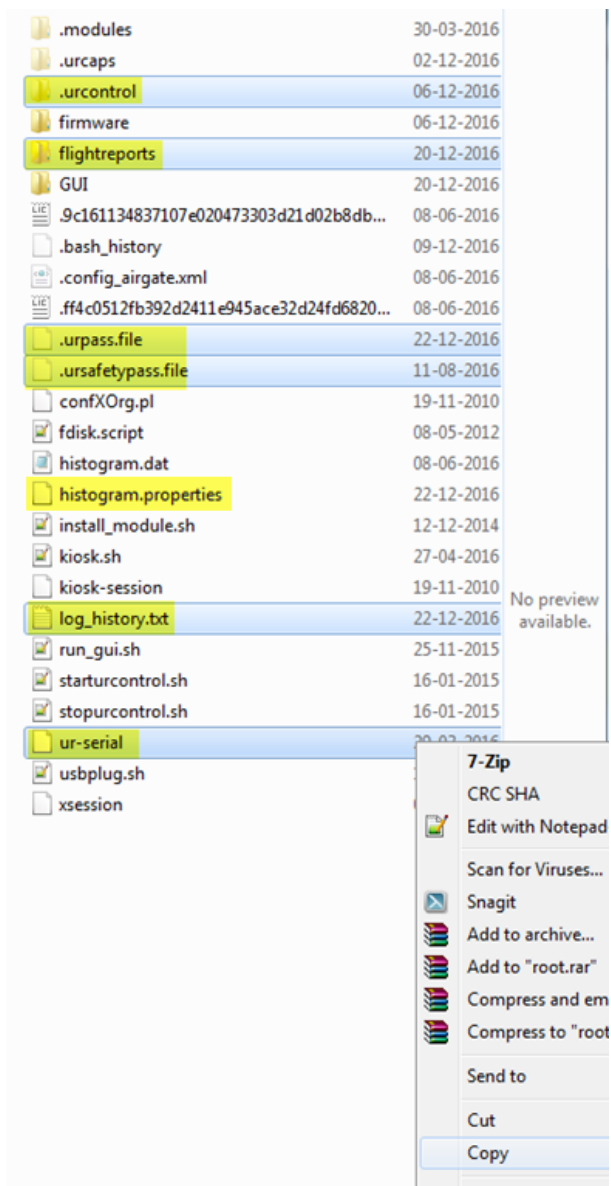 .modules 30-03-2016
.urcaps 02-12-2016
.urcontrol 06-12-2016
firmware 06-12-2016
flightreports 20-12-2016
GUI 20-12-2016
.9c161134837107e020473303d21d02b8db... 08-06-2016
.bash_history 09-12-2016
.config_airgate.xml 08-06-2016
.ff4c0512fb392d2411e945ace32d24fd6820... 08-06-2016
.urpass.file 22-12-2016
.ursafetypass.file 11-08-2016
confXOrg.pl 19-11-2010
fdisk.script 08-05-2012
histogram.dat 08-06-2016
histogram.properties 22-12-2016
install_module.sh 12-12-2014
kiosk.sh 27-04-2016
kiosk-session 19-11-2010
No preview
available.
log_history.txt 22-12-2016
run_gui.sh 25-11-2015
starturcontrol.sh 16-01-2015
stopurcontrol.sh 16-01-2015
ur-serial
usbplug.sh
xsession
7-Zip
CRC SHA
Edit with Notepad
Scan for Viruses...
Snagit
Add to archive...
Add to "root.rar"
Compress and em
Compress to "root
Send to
Cut
Copy